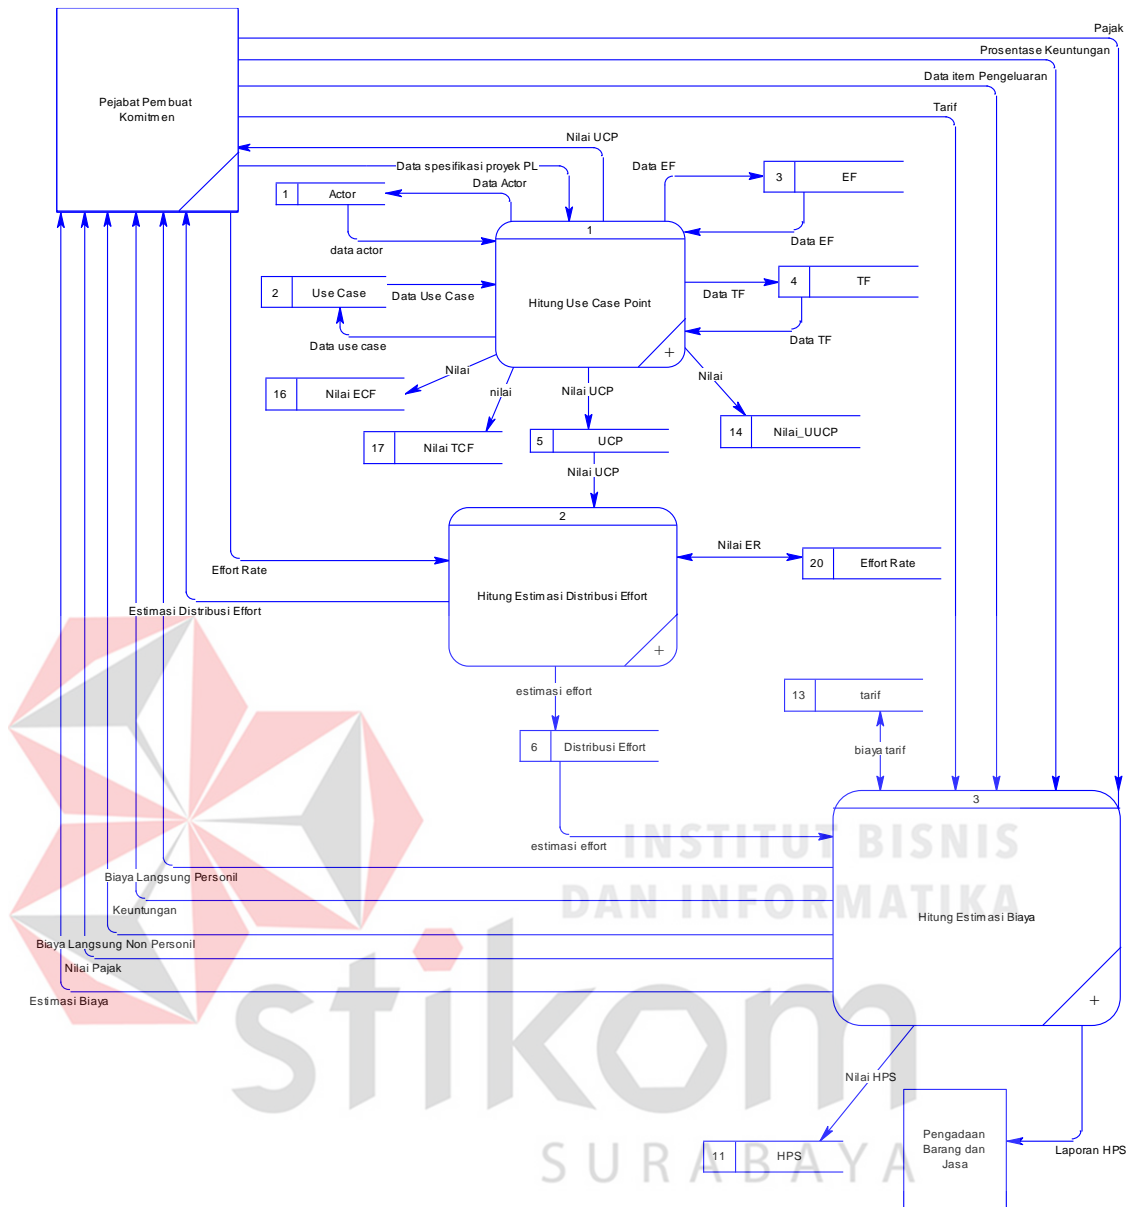 Pajak
Prosentase Keuntungan
Data item Pengeluaran
Tarif
Pejabat Pembuat
Komitmen
Nilai UCP
Data spesifikasi proyek PL
Data EF
Data Actor
1 Actor
3 EF
data actor
1
Data EF
Data Use Case
2 Use Case
Hitung Use Case Point
Data TF
4 TF
Data TF
Data use case
+
Nilai
nilai
Nilai UCP
Nilai
16 Nilai ECF
17 Nilai TCF
5 UCP
14 Nilai_UUCP
Nilai UCP
2
Nilai ER
Effort Rate
20 Effort Rate
Hitung Estimasi Distribusi Effort
Estimasi Distribusi Effort
+
estimasi effort
13 tarif
6 Distribusi Effort
biaya tarif
3
estimasi effort
INSTITUT BISNIS
DAN INFORMATIKA
Biaya Langsung Personil
Keuntungan
Hitung Estimasi Biaya
Biaya Langsung Non Personil
Nilai Pajak
Estimasi Biaya
+
stikom
Nilai HPS
Pengadaan
Barang dan
Jasa
Laporan HPS
11 HPS
SURABAYA